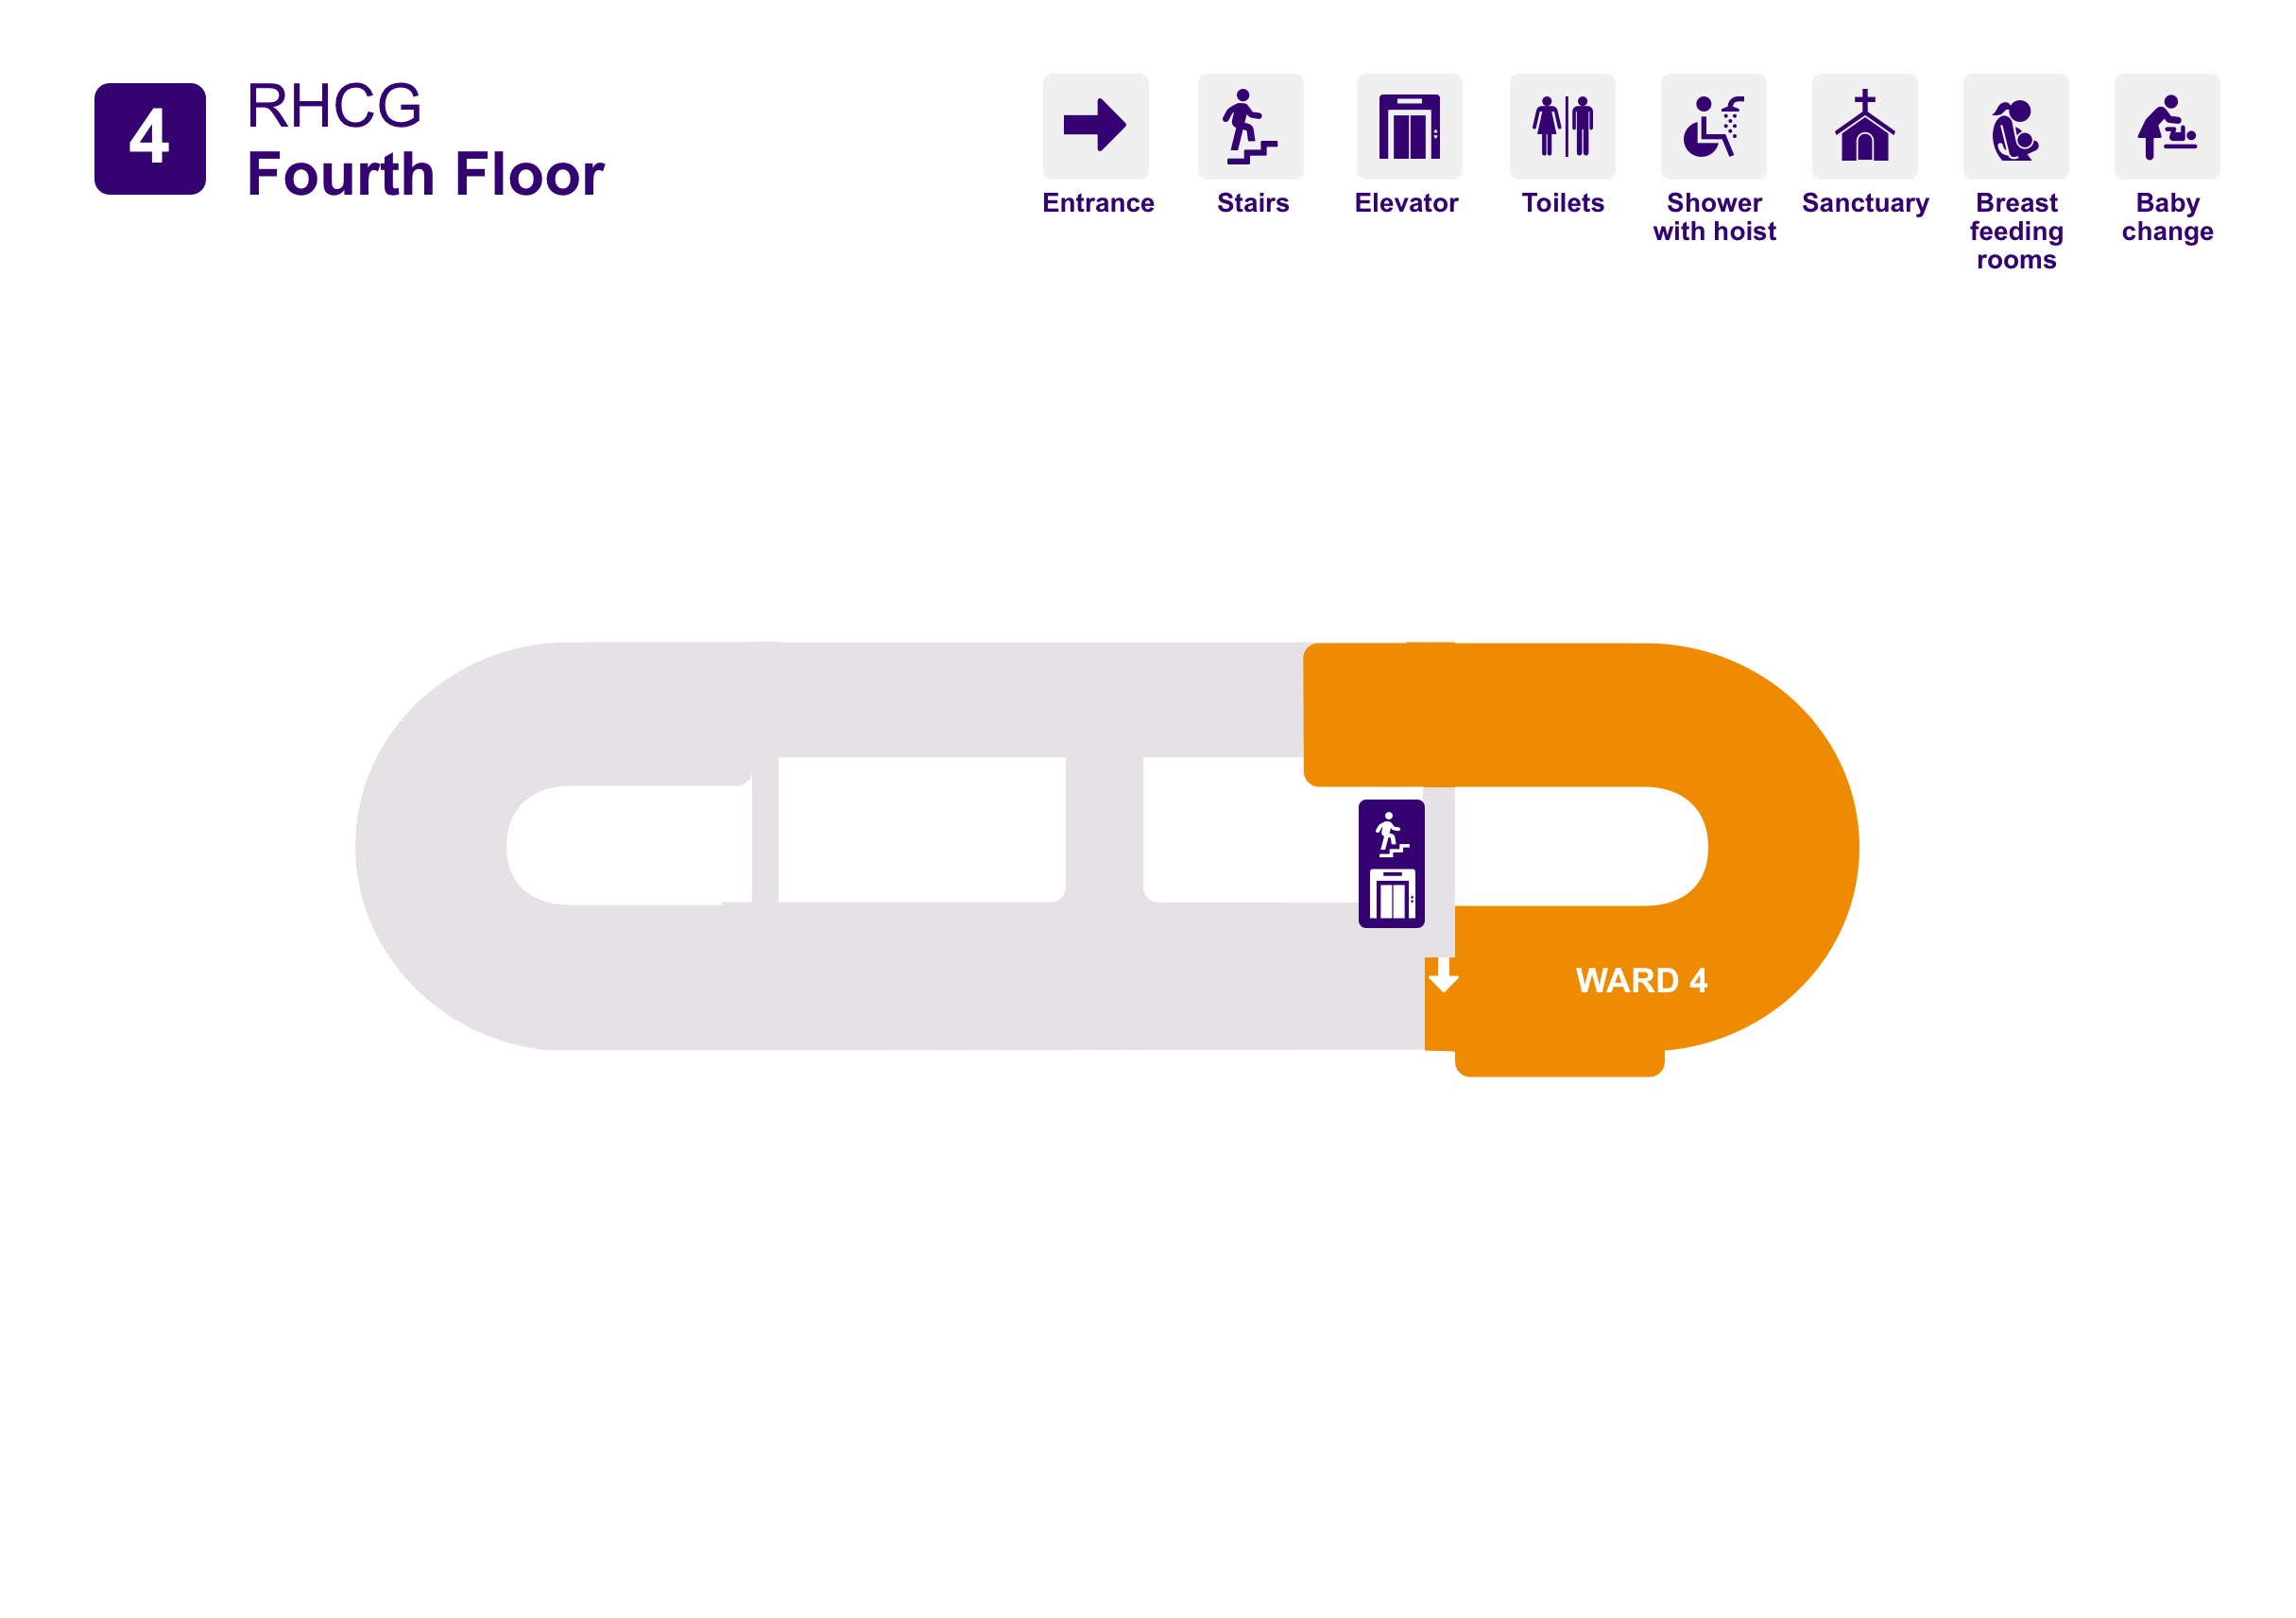 4
RHCG
Fourth Floor
Entrance
Stairs
Elevator
Toilets
Shower
with hoist
Sanctuary
Breast
feeding
rooms
Baby
change
WARD 4